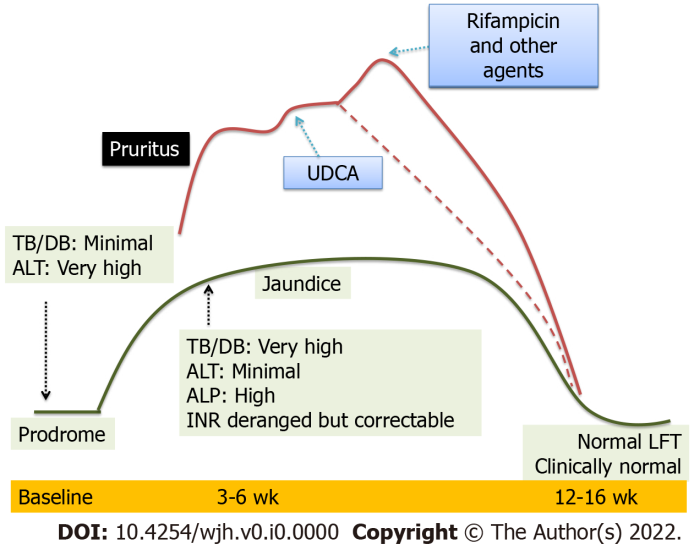 Rifampicin
and other
agents
Pruritus
UDCA
TB/DB: Minimal
ALT: Very high
Jaundice
TB/DB: Very high
ALT: Minimal
ALP: High
INR deranged but correctable
Prodrome
Normal LFT
Clinically normal
Baseline 3-6 wk 12-16 wk
DOI: 10.4254/wjh.v0.i0.0000 Copyright © The Author(s) 2022.